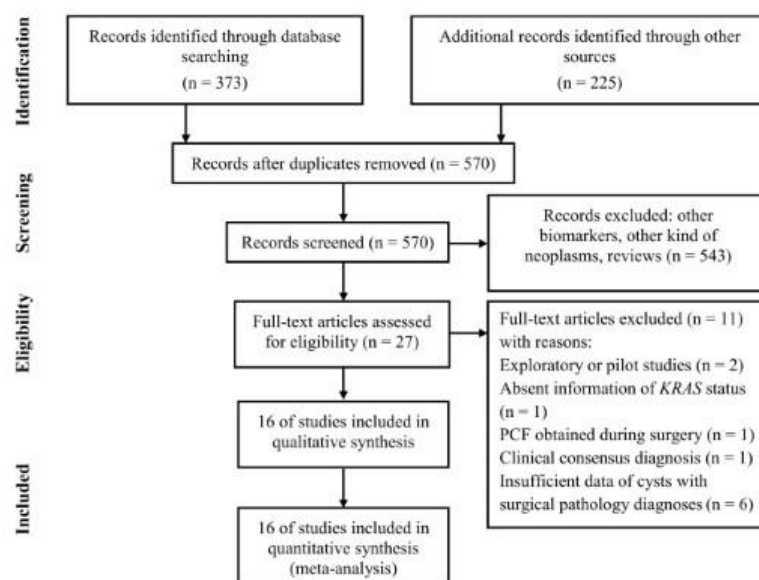 Identification
Records identified through database
searching
(n = 373)
Additional records identified through other
sources
(n = 225)
Records after duplicates removed (n = 570)
Screening
Records screened (n = 570)
Records excluded: other
biomarkers, other kind of
neoplasms, reviews (n = 543)
Eligibility
Full-text articles assessed
for eligibility (n = 27)
Full-text articles excluded (n = 11)
with reasons:
Exploratory or pilot studies (n = 2)
Absent information of KRAS status
(n = 1)
PCF obtained during surgery (n = 1)
Clinical consensus diagnosis (n = 1)
Insufficient data of cysts with
surgical pathology diagnoses (n = 6)
16 of studies included in
qualitative synthesis
Included
16 of studies included in
quantitative synthesis
(meta-analysis)